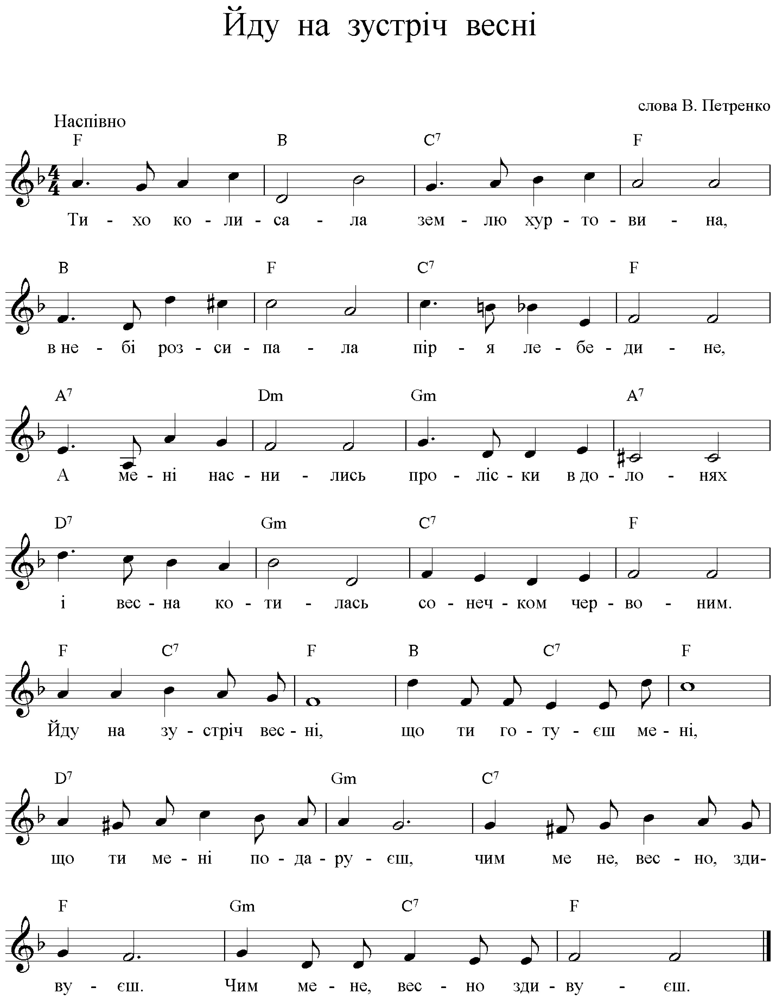 Йду на зустріч весні
слова В. Петренко
Наспівно
F B C7 F
4 4
Ти - хо ко - ли - са - ла зем - лю хур - то - ви - на,
B F C7 F
в не - бі роз - си - па - ла пір - я ле - бе - ди - не,
A7 Dm Gm A7
А ме - ні нас - ни - лись про - ліс - ки в до - ло - нях
D7 Gm C7 F
і вес - на ко - ти - лась со - неч - ком чер - во - ним.
F C7 F B C7 F
Йду на зу - стріч вес - ні, що ти го - ту - єш ме - ні,
D7 Gm C7
що ти ме - ні по - да - ру - єш, чим ме не, вес - но, зди-
F Gm C7 F
ву - єш. Чим ме - не, вес - но зди - ву - єш.